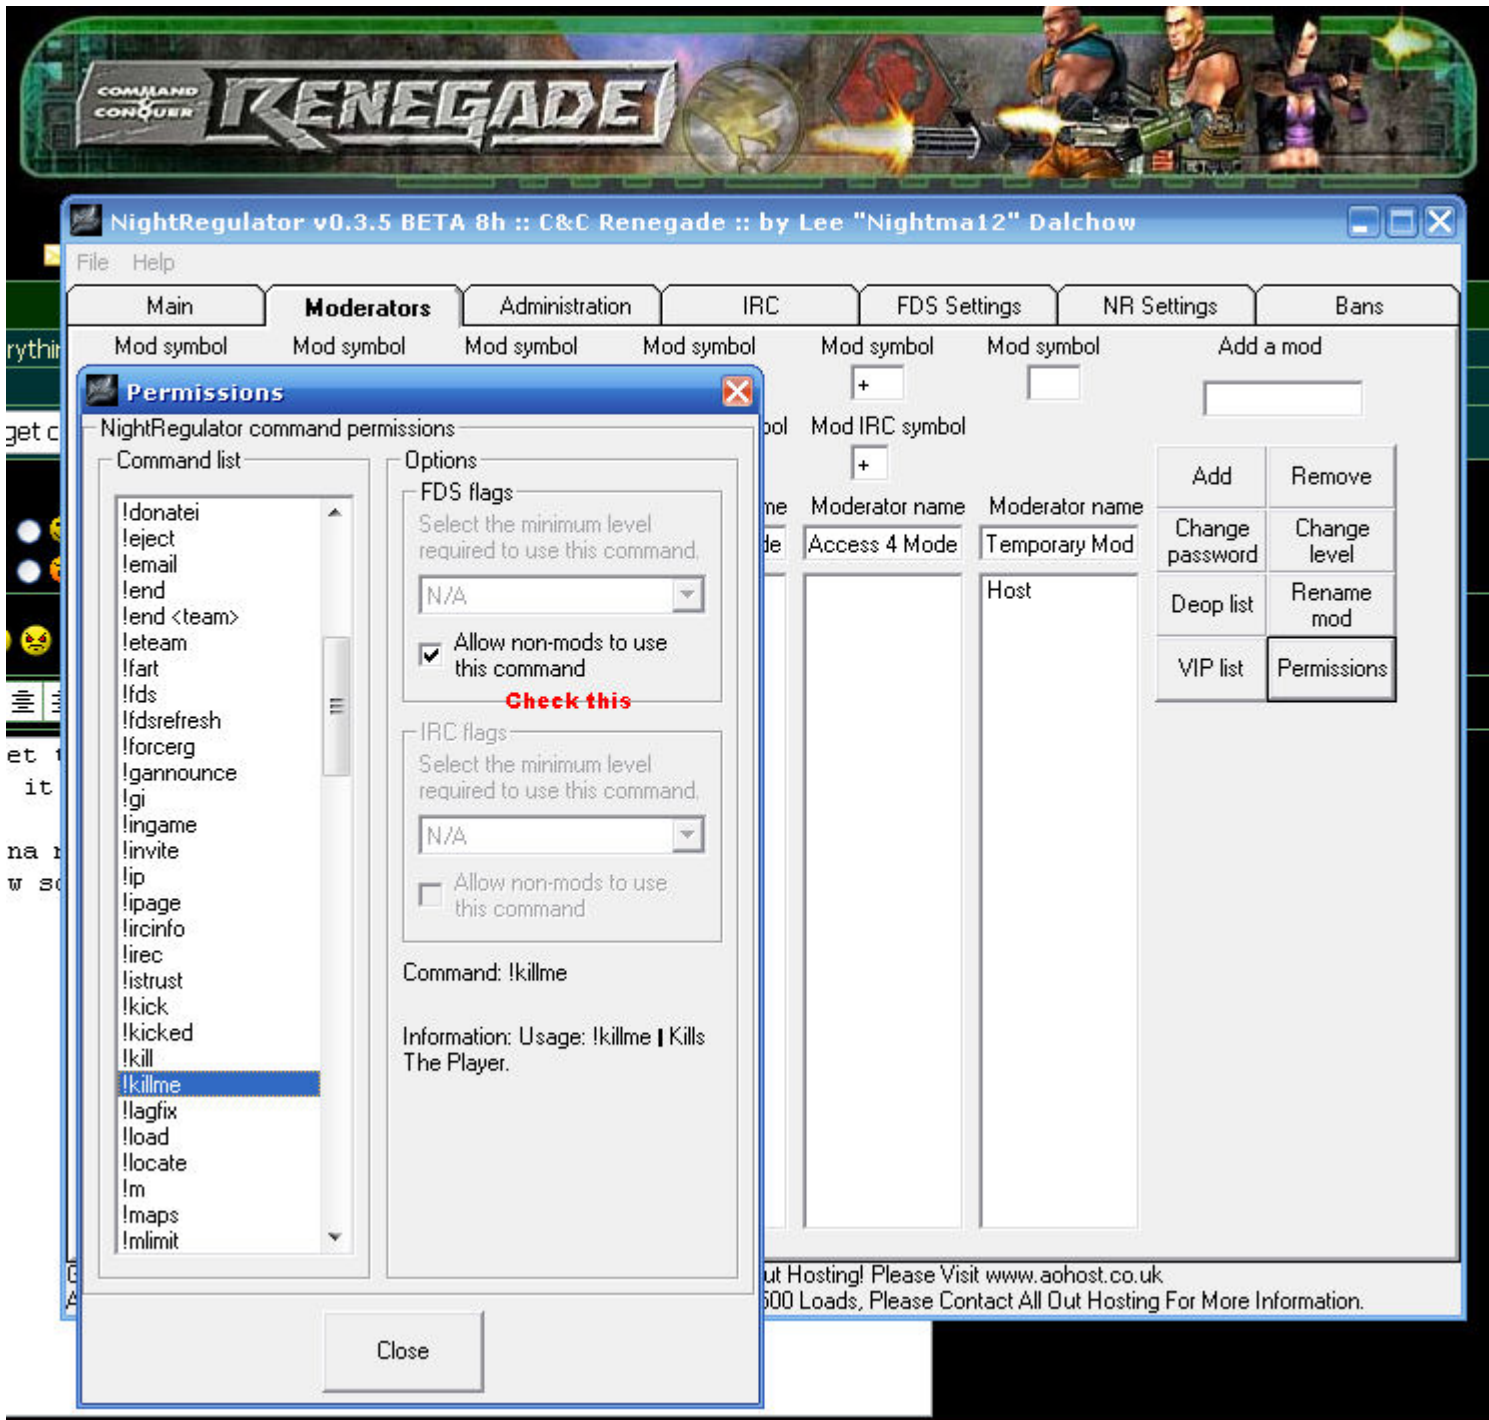 COMMAND & CONQUER RENEGADE
NightRegulator v0.3.5 BETA 8h :: C&C Renegade :: by Lee "Nightma12" Dalchow
File Help
Main Moderators Administration IRC FDS Settings NR Settings Bans
Mod symbol Mod symbol Mod symbol Mod symbol Mod symbol Mod symbol Add a mod
+
Mod IRC symbol
+
Moderator name Moderator name
Access 4 Mode Temporary Mod
Host
Add Remove
Change password Change level
Deop list Rename mod
VIP list Permissions
Permissions
NightRegulator command permissions
Command list
!donatei
!eject
!email
!end
!end <team>
!eteam
!fart
!fds
!fdsrefresh
!forcerg
!gannounce
!gi
!ingame
!invite
!ip
!ipage
!ircinfo
!irec
!istrust
!kick
!kicked
!kill
!killme
!lagfix
!load
!locate
!m
!maps
!mlimit
Options
FDS flags
Select the minimum level
required to use this command.
N/A
Allow non-mods to use
this command
Check this
IRC flags
Select the minimum level
required to use this command.
N/A
Allow non-mods to use
this command
Command: !killme
Information: Usage: !killme | Kills
The Player.
Close
ut Hosting! Please Visit www.aohost.co.uk
500 Loads, Please Contact All Out Hosting For More Information.